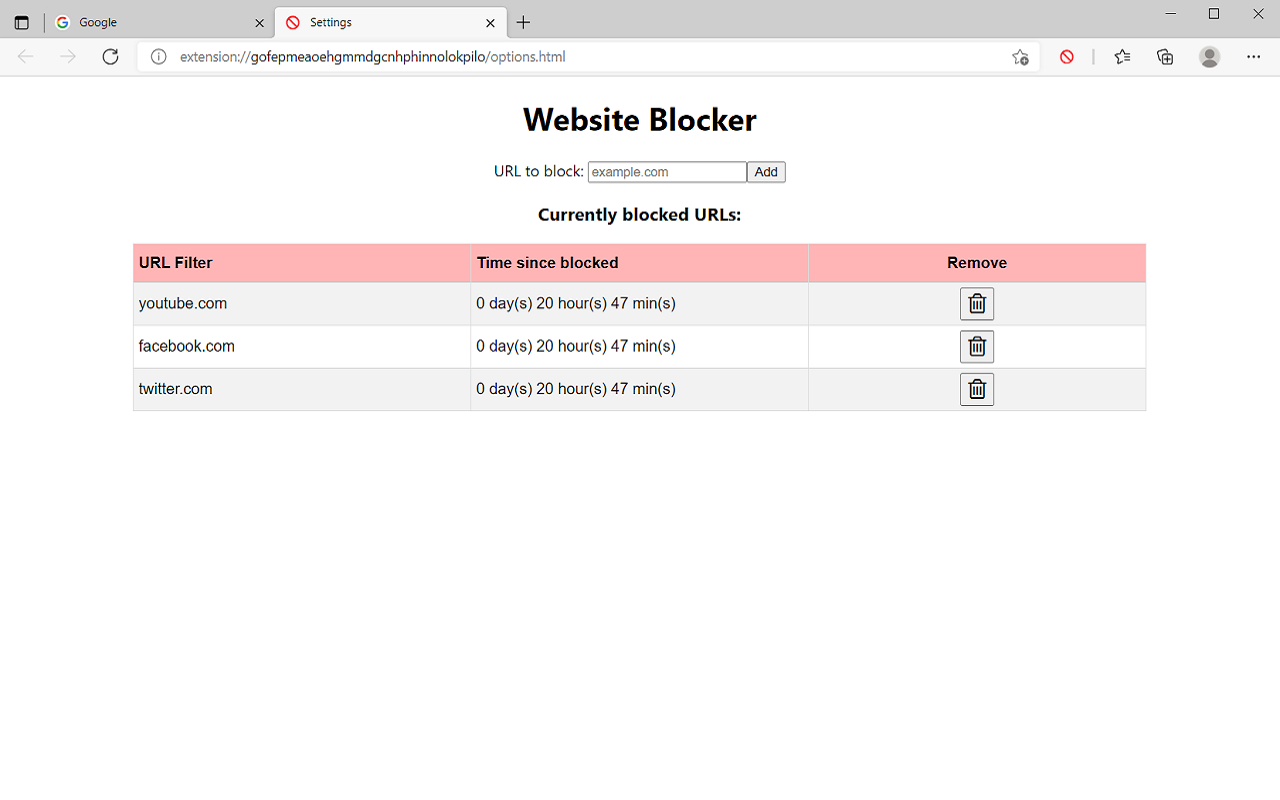 Google
Settings
extension://gofepmeaoehgmmdgcnhphinnolokpilo/options.html
Website Blocker
URL to block: example.com Add
Currently blocked URLs:
URL Filter Time since blocked Remove
youtube.com 0 day(s) 20 hour(s) 47 min(s)
facebook.com 0 day(s) 20 hour(s) 47 min(s)
twitter.com 0 day(s) 20 hour(s) 47 min(s)